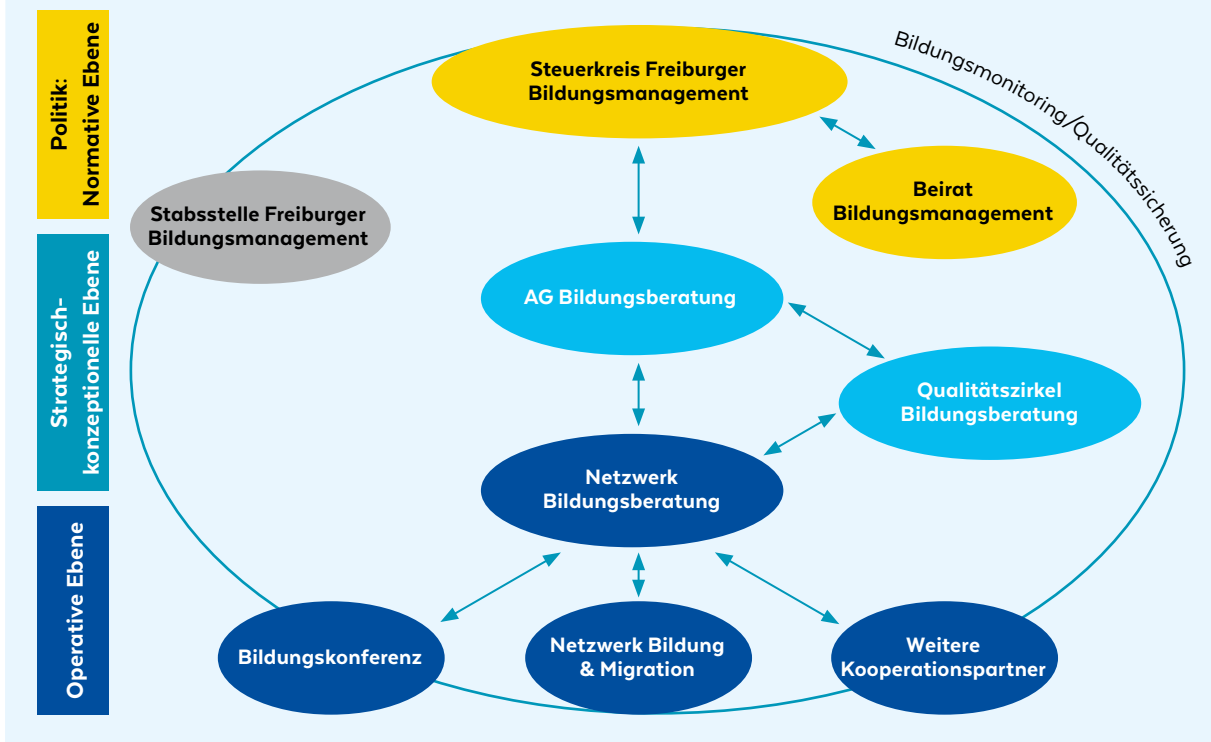 Politik:
Normative Ebene
Strategisch-
konzeptionelle Ebene
Operative Ebene
Bildungsmonitoring/Qualitätssicherung
Steuerkreis Freiburger
Bildungsmanagement
Beirat
Bildungsmanagement
Stabsstelle Freiburger
Bildungsmanagement
AG Bildungsberatung
Qualitätszirkel
Bildungsberatung
Netzwerk
Bildungsberatung
Bildungskonferenz
Netzwerk Bildung
& Migration
Weitere
Kooperationspartner